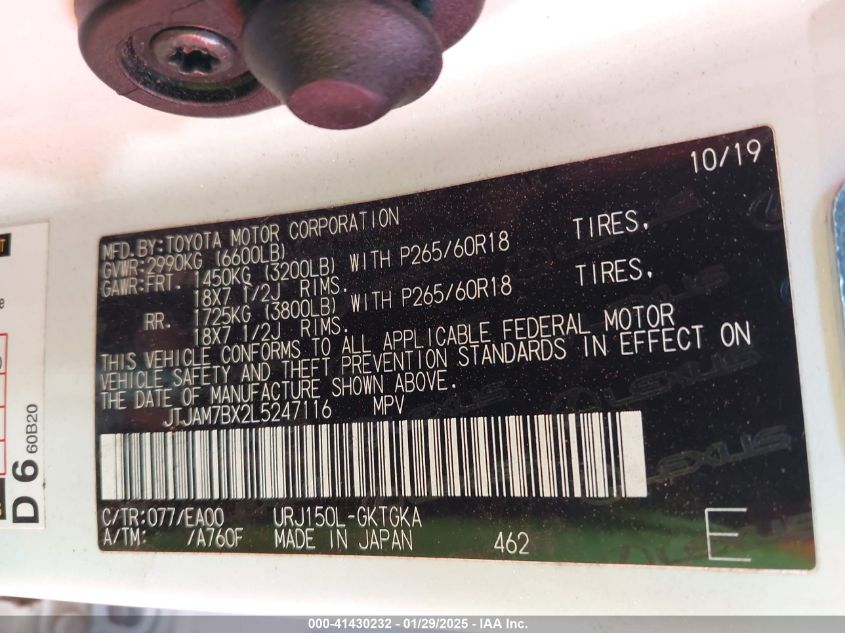 10/19
MFD.BY:TOYOTA MOTOR CORPORATION
GVWR:2990KG (6600LB)
GAWR:FRT. 1450KG (3200LB) WITH P265/60R18 TIRES,
18X7 1/2J RIMS.
RR. 1725KG (3800LB) WITH P265/60R18 TIRES,
18X7 1/2J RIMS.
THIS VEHICLE CONFORMS TO ALL APPLICABLE FEDERAL MOTOR
VEHICLE SAFETY AND THEFT PREVENTION STANDARDS IN EFFECT ON
THE DATE OF MANUFACTURE SHOWN ABOVE.
JTJAM7BX2L5247116 MPV
C/TR:077/EA00 URJ150L-GKTGKA
A/TM: /A760F MADE IN JAPAN 462 E
LEXUS
LEXUS
D 6 60B20
000-41430232 - 01/29/2025 - Copyright © 2025 IAA, Inc.